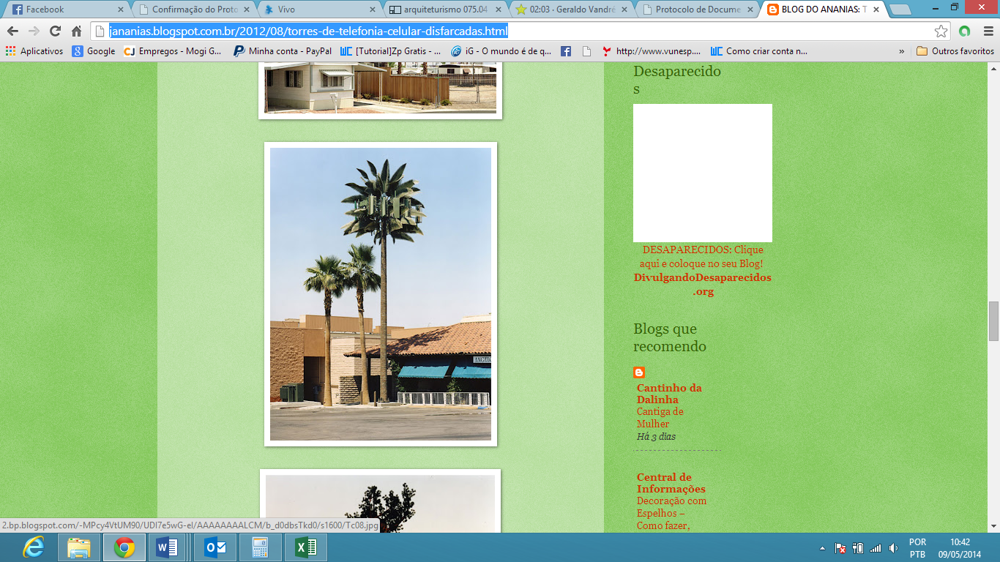 Facebook
Confirmação do Proto
Vivo
arquiteturismo 075.04
02:03 · Geraldo Vandré
Protocolo de Docume
BLOG DO ANANIAS: T
jananias.blogspot.com.br/2012/08/torres-de-telefonia-celular-disfarcadas.html
Aplicativos
Google
Empregos - Mogi G...
Minha conta - PayPal
[Tutorial]Zp Gratis - ...
iG - O mundo é de q...
http://www.vunesp....
Como criar conta n...
»
Outros favoritos
Desaparecido
s
DESAPARECIDOS: Clique
aqui e coloque no seu Blog!
DivulgandoDesaparecidos
.org
ANGELO
Blogs que
recomendo
Cantinho da
Dalinha
Cantiga de
Mulher
Há 3 dias
Central de
Informações
Decoração com
Espelhos –
Como fazer,
2.bp.blogspot.com/-MPcy4VtUM90/UDl7e5wG-eI/AAAAAAAALCM/b_d0dbsTkd0/s1600/Tc08.jpg
POR
PTB
10:42
09/05/2014